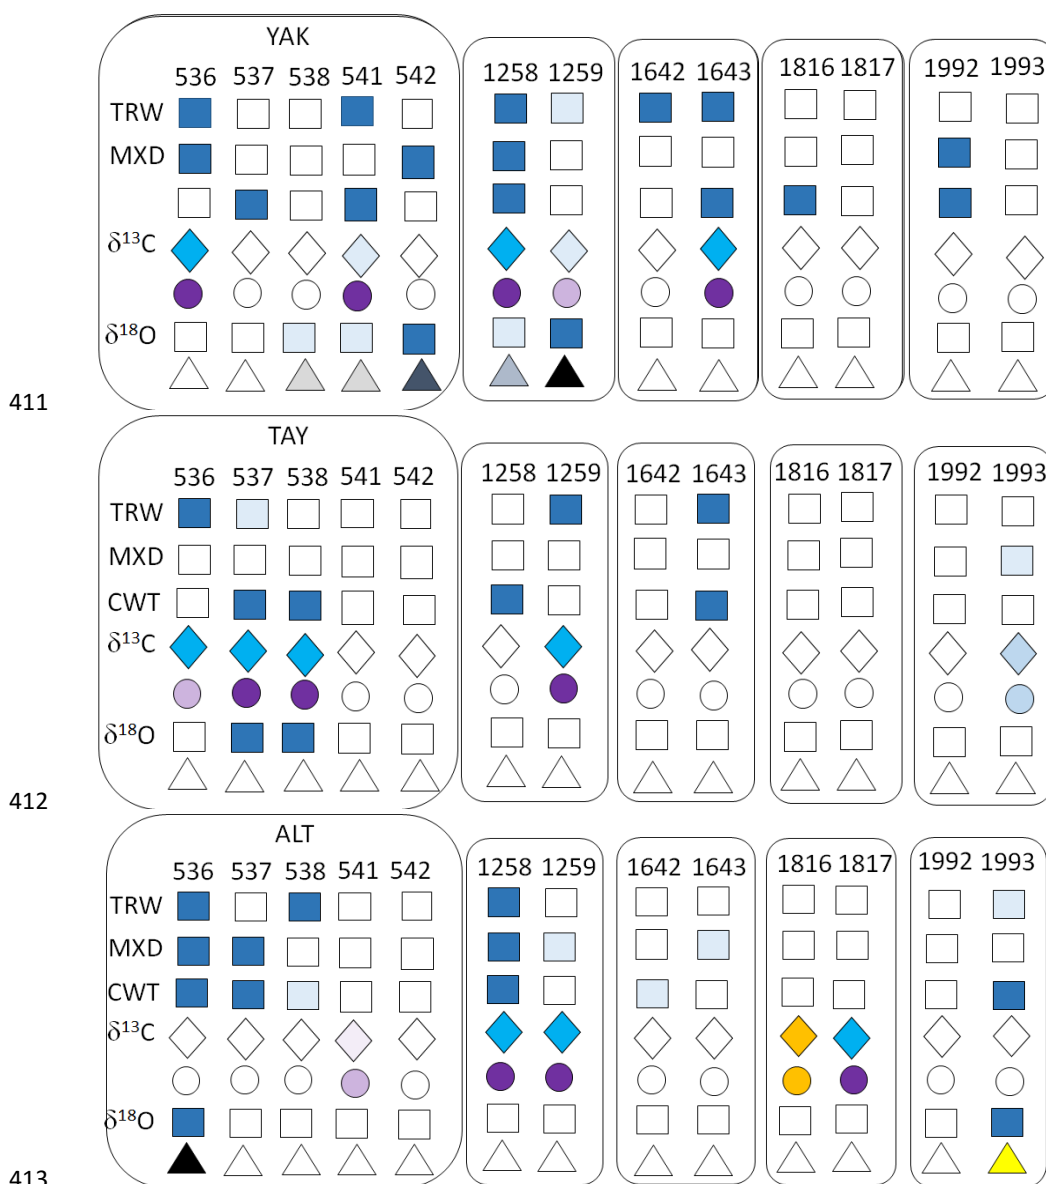 YAK
536 537 538 541 542 1258 1259 1642 1643 1816 1817 1992 1993
TRW
MXD
δ¹³C
δ¹⁸O
411
TAY
536 537 538 541 542 1258 1259 1642 1643 1816 1817 1992 1993
TRW
MXD
CWT
δ¹³C
δ¹⁸O
412
ALT
536 537 538 541 542 1258 1259 1642 1643 1816 1817 1992 1993
TRW
MXD
CWT
δ¹³C
δ¹⁸O
413